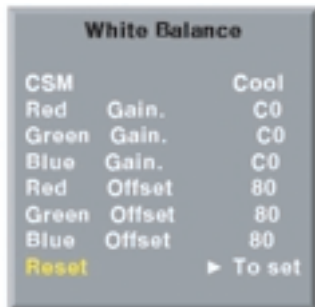 White Balance
CSM Cool
Red Gain. C0
Green Gain. C0
Blue Gain. C0
Red Offset 80
Green Offset 80
Blue Offset 80
Reset ► To set